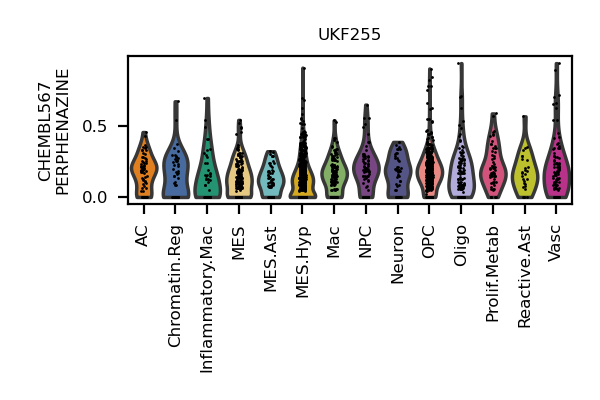 UKF255
CHEMBL567
PERPHENAZINE
0.5
0.0
AC
Chromatin.Reg
Inflammatory.Mac
MES
MES.Ast
MES.Hyp
Mac
NPC
Neuron
OPC
Oligo
Prolif.Metab
Reactive.Ast
Vasc